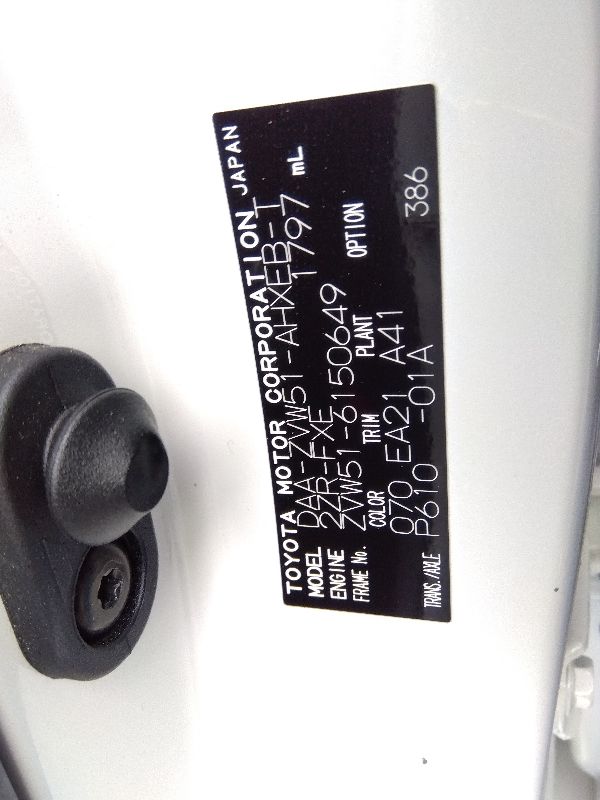 TOYOTA MOTOR CORPORATION JAPAN
MODEL DAA-ZVW51-AHXEB-T
ENGINE 2ZR-FXE 1797 mL
FRAME No. ZVW51-6150649
COLOR TRIM PLANT OPTION
070 EA21 A41
TRANS./AXLE P610 -01A 386